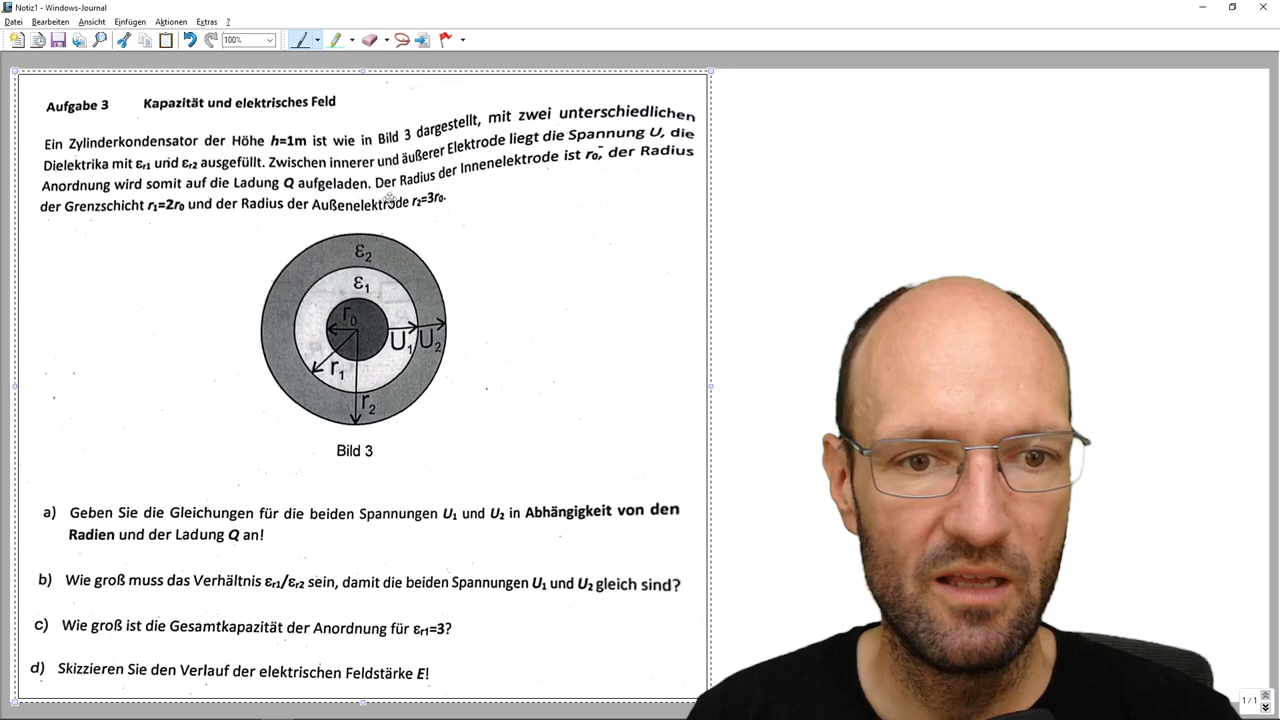 Notiz1 - Windows-Journal
Datei Bearbeiten Ansicht Einfügen Aktionen Extras ?
100%
Aufgabe 3 Kapazität und elektrisches Feld
Ein Zylinderkondensator der Höhe h=1m ist wie in Bild 3 dargestellt, mit zwei unterschiedlichen
Dielektrika mit εr1 und εr2 ausgefüllt. Zwischen innerer und äußerer Elektrode liegt die Spannung U, die
Anordnung wird somit auf die Ladung Q aufgeladen. Der Radius der Innenelektrode ist r0, der Radius
der Grenzschicht r1=2r0 und der Radius der Außenelektrode r2=3r0.
ε2
ε1
r0
U1 U2
r1
r2
Bild 3
a) Geben Sie die Gleichungen für die beiden Spannungen U1 und U2 in Abhängigkeit von den
Radien und der Ladung Q an!
b) Wie groß muss das Verhältnis εr1/εr2 sein, damit die beiden Spannungen U1 und U2 gleich sind?
c) Wie groß ist die Gesamtkapazität der Anordnung für εr1=3?
d) Skizzieren Sie den Verlauf der elektrischen Feldstärke E!
1 / 1